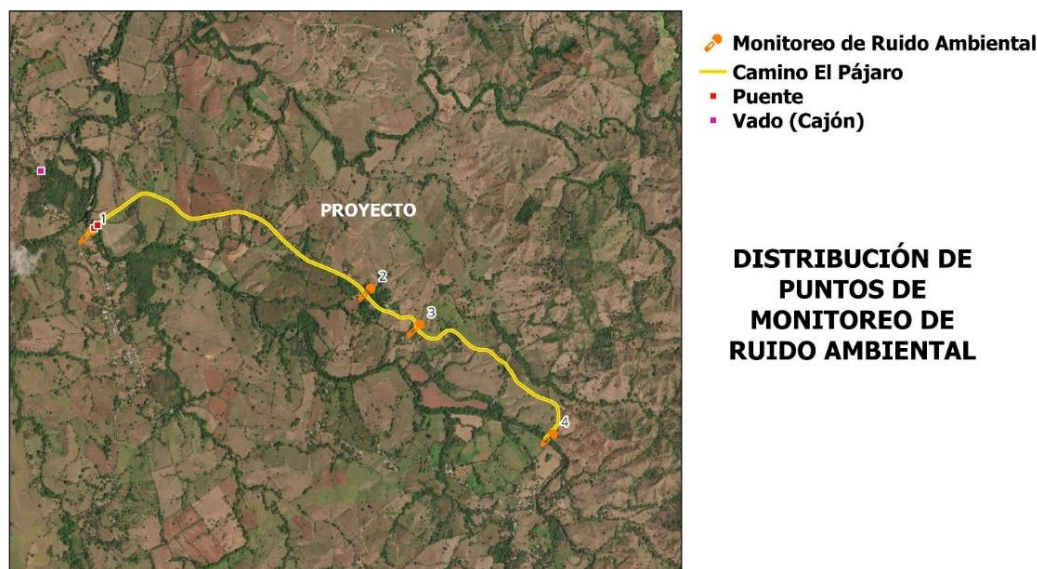 Monitoreo de Ruido Ambiental
Camino El Pájaro
Puente
Vado (Cajón)
PROYECTO
1
2
3
4
DISTRIBUCIÓN DE
PUNTOS DE
MONITOREO DE
RUIDO AMBIENTAL